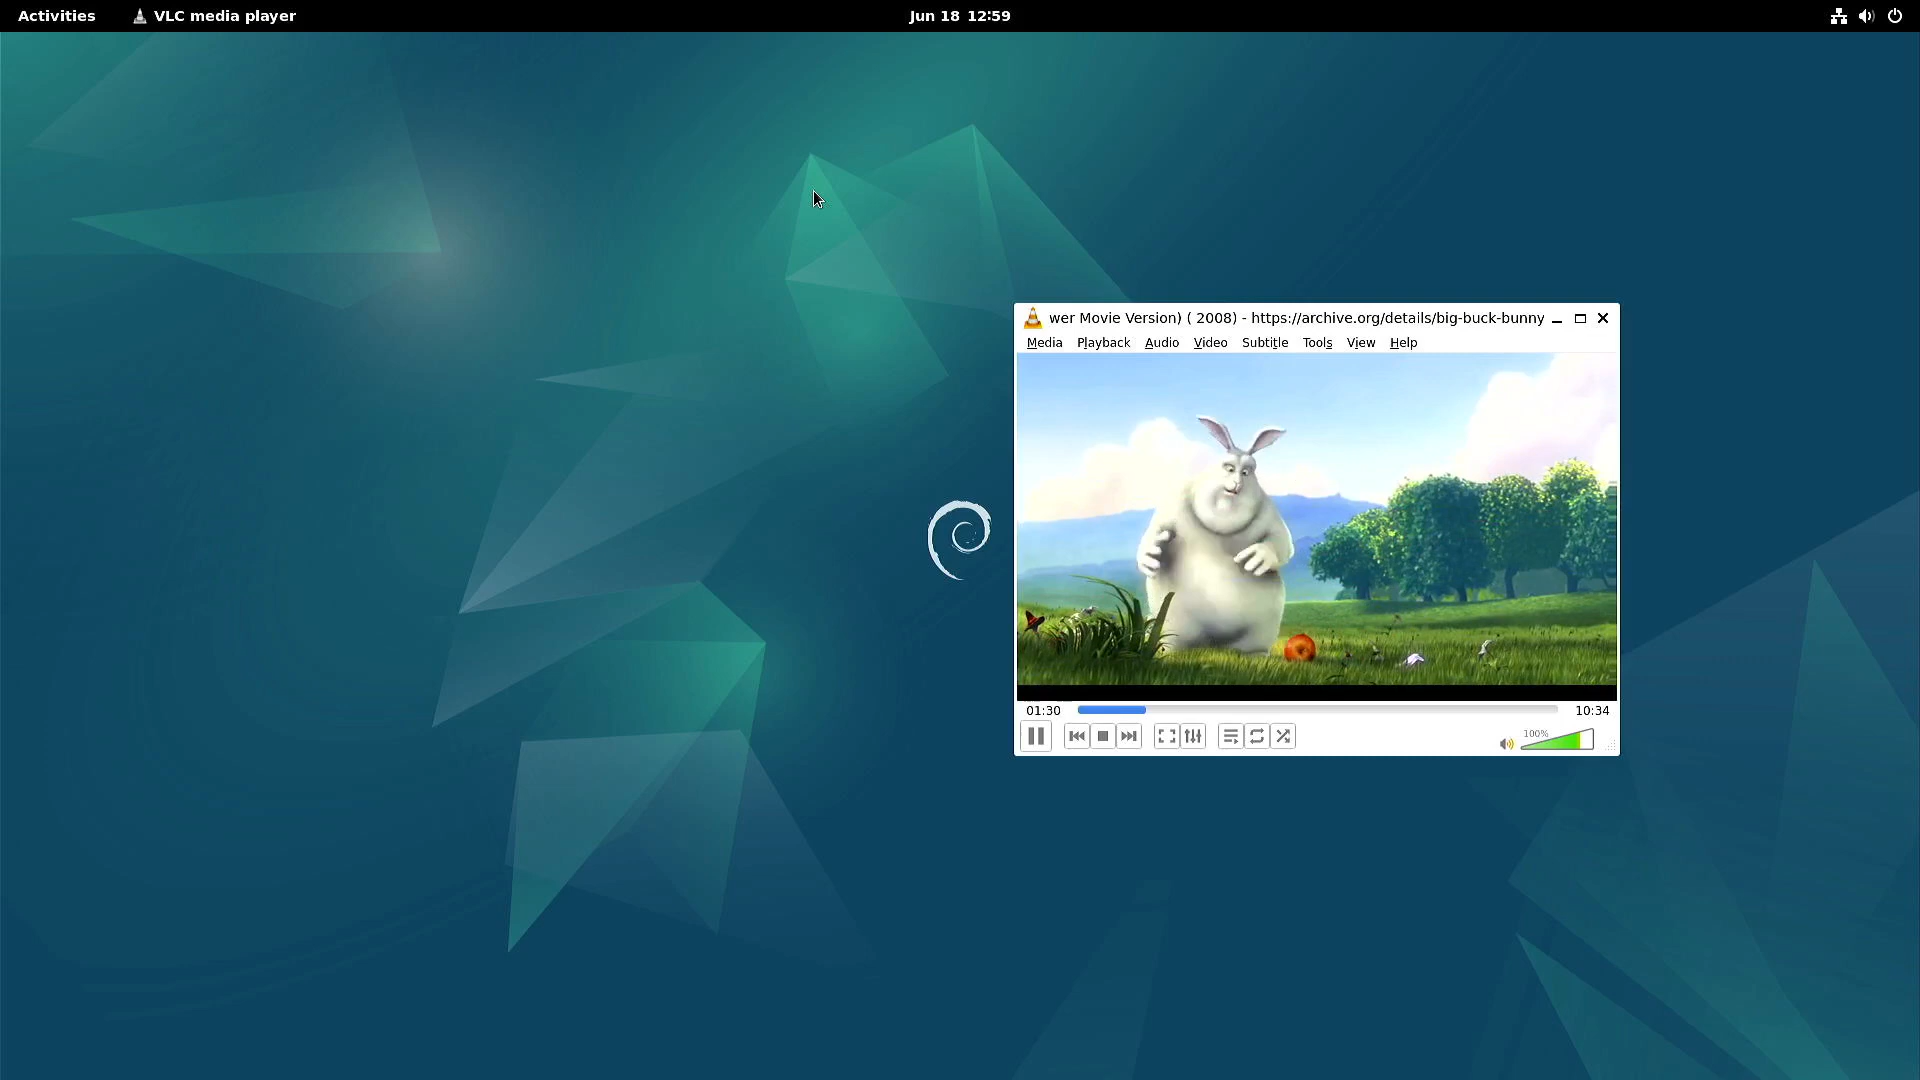 Activities VLC media player Jun 18 12:59
wer Movie Version) ( 2008) - https://archive.org/details/big-buck-bunny
Media Playback Audio Video Subtitle Tools View Help
01:30 10:34
100%